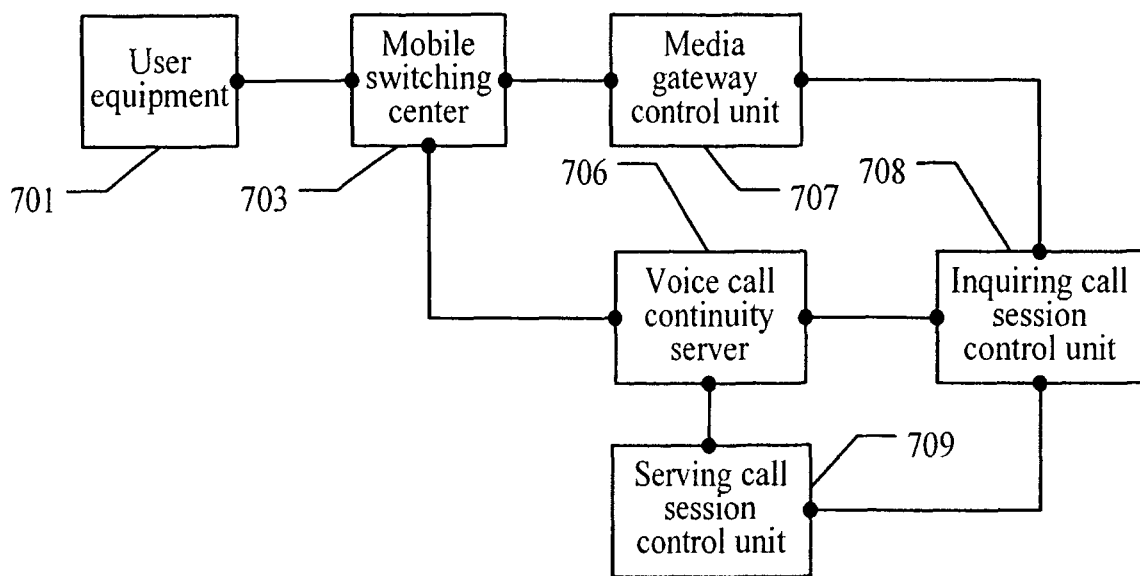 User
equipment
Mobile
switching
center
Media
gateway
control unit
701
703
706
707
708
Voice call
continuity
server
Inquiring call
session
control unit
709
Serving call
session
control unit